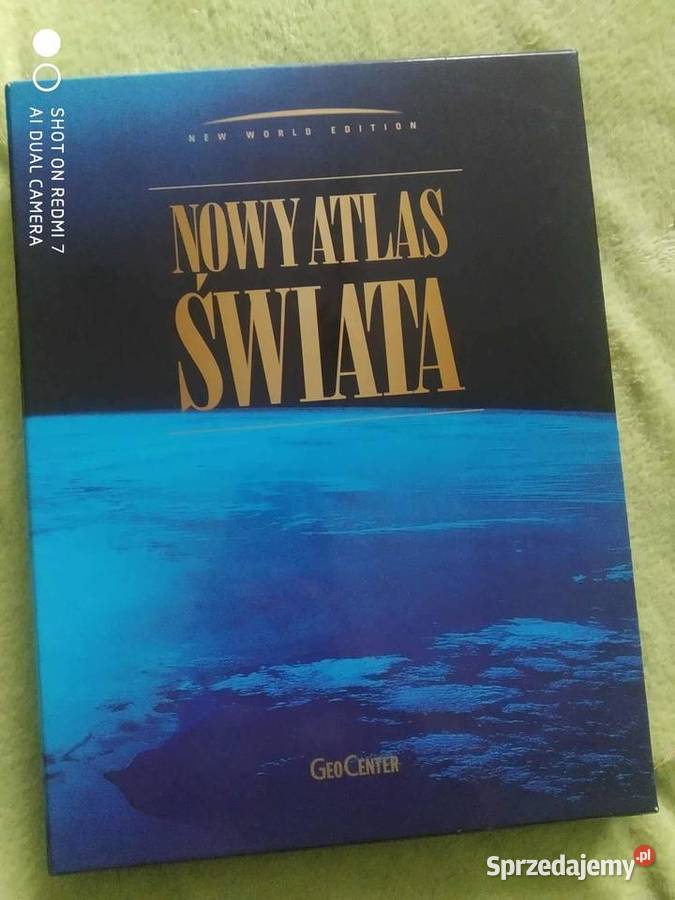 SHOT ON REDMI 7
AI DUAL CAMERA
NEW WORLD EDITION
NOWY ATLAS
ŚWIATA
GEOCENTER
Sprzedajemy.pl